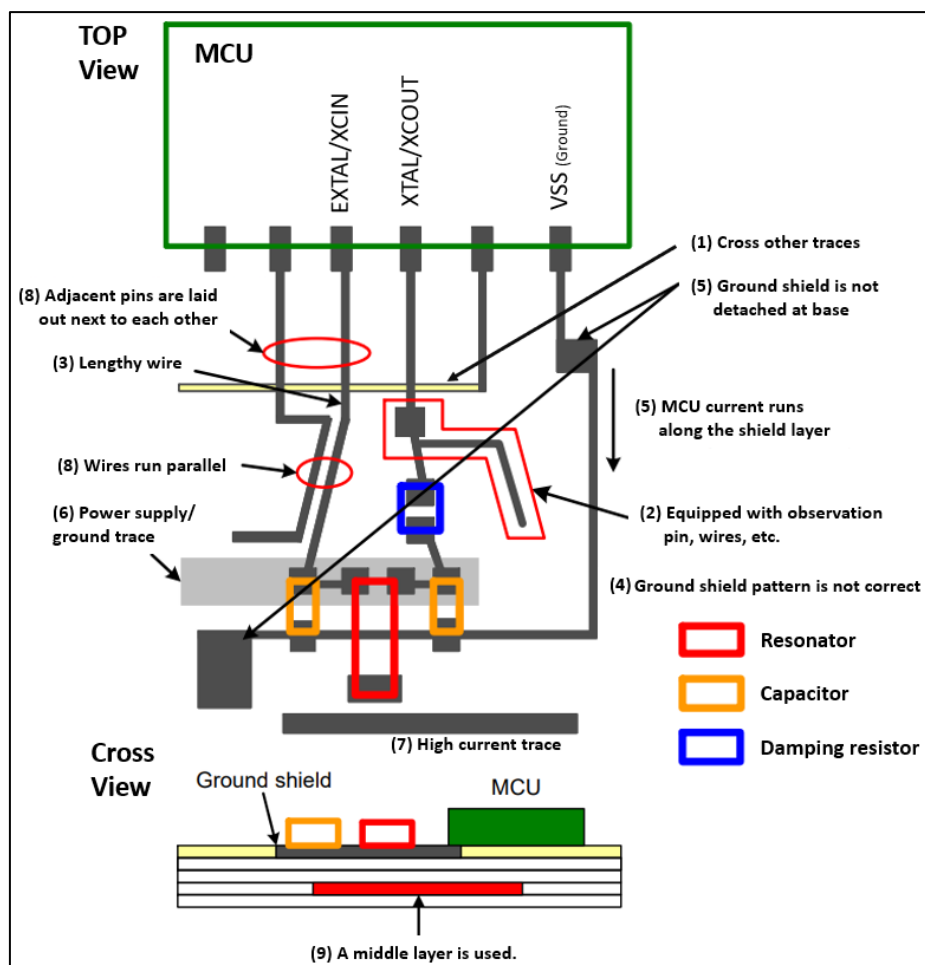 TOP
View
MCU
EXTAL/XCIN
XTAL/XCOUT
VSS (Ground)
(1) Cross other traces
(5) Ground shield is not
detached at base
(8) Adjacent pins are laid
out next to each other
(3) Lengthy wire
(5) MCU current runs
along the shield layer
(8) Wires run parallel
(6) Power supply/
ground trace
(2) Equipped with observation
pin, wires, etc.
(4) Ground shield pattern is not correct
Resonator
Capacitor
Damping resistor
(7) High current trace
Cross
View
Ground shield
MCU
(9) A middle layer is used.